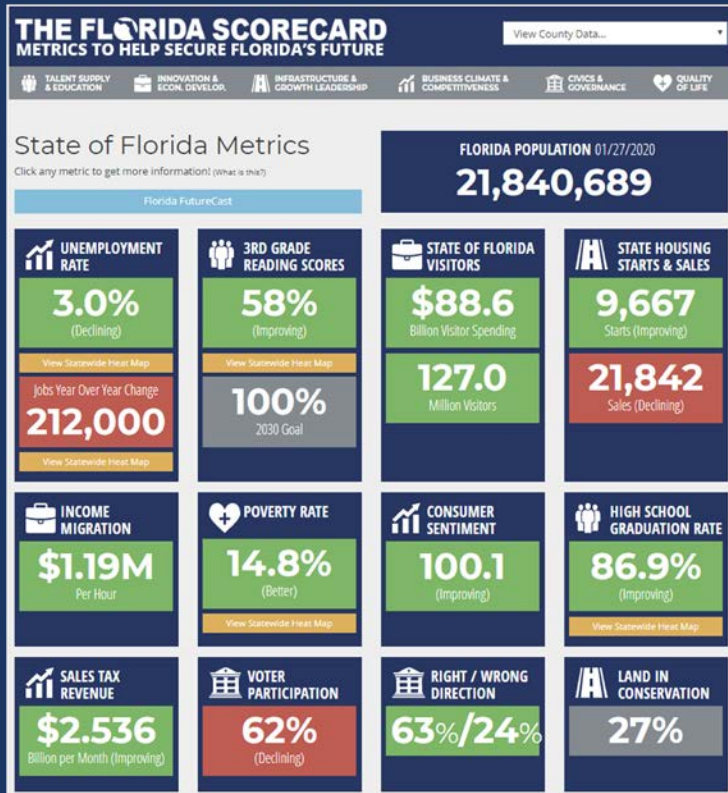 THE FLORIDA SCORECARD
METRICS TO HELP SECURE FLORIDA'S FUTURE
View County Data...
TALENT SUPPLY
& EDUCATION
INNOVATION &
ECON. DEVELOP.
INFRASTRUCTURE &
GROWTH LEADERSHIP
BUSINESS CLIMATE &
COMPETITIVENESS
CIVICS &
GOVERNANCE
QUALITY
OF LIFE
State of Florida Metrics
Click any metric to get more information! (What is this?)
Florida FutureCast
FLORIDA POPULATION 01/27/2020
21,840,689
UNEMPLOYMENT
RATE
3.0%
(Declining)
View Statewide Heat Map
Jobs Year Over Year Change
212,000
View Statewide Heat Map
3RD GRADE
READING SCORES
58%
(Improving)
View Statewide Heat Map
100%
2030 Goal
STATE OF FLORIDA
VISITORS
$88.6
Billion Visitor Spending
127.0
Million Visitors
STATE HOUSING
STARTS & SALES
9,667
Starts (Improving)
21,842
Sales (Declining)
INCOME
MIGRATION
$1.19M
Per Hour
POVERTY RATE
14.8%
(Better)
View Statewide Heat Map
CONSUMER
SENTIMENT
100.1
(Improving)
HIGH SCHOOL
GRADUATION RATE
86.9%
(Improving)
View Statewide Heat Map
SALES TAX
REVENUE
$2.536
Billion per Month (Improving)
VOTER
PARTICIPATION
62%
(Declining)
RIGHT / WRONG
DIRECTION
63%/24%
LAND IN
CONSERVATION
27%